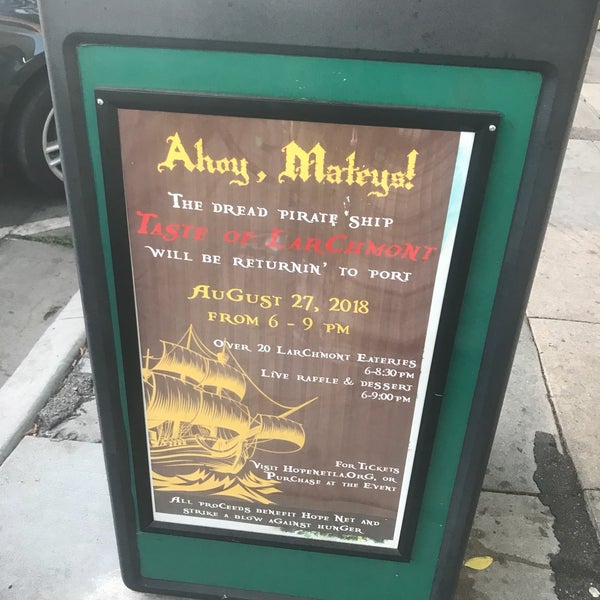 Ahoy, Mateys!
The dread pirate ship
Taste of Larchmont
will be returnin' to port
August 27, 2018
from 6 - 9 pm
Over 20 Larchmont Eateries
6-8:30 pm
Live raffle & dessert
6-9:00 pm
For Tickets
Visit Hopenetla.org, or
Purchase at the Event
All proceeds benefit Hope Net and
strike a blow against hunger